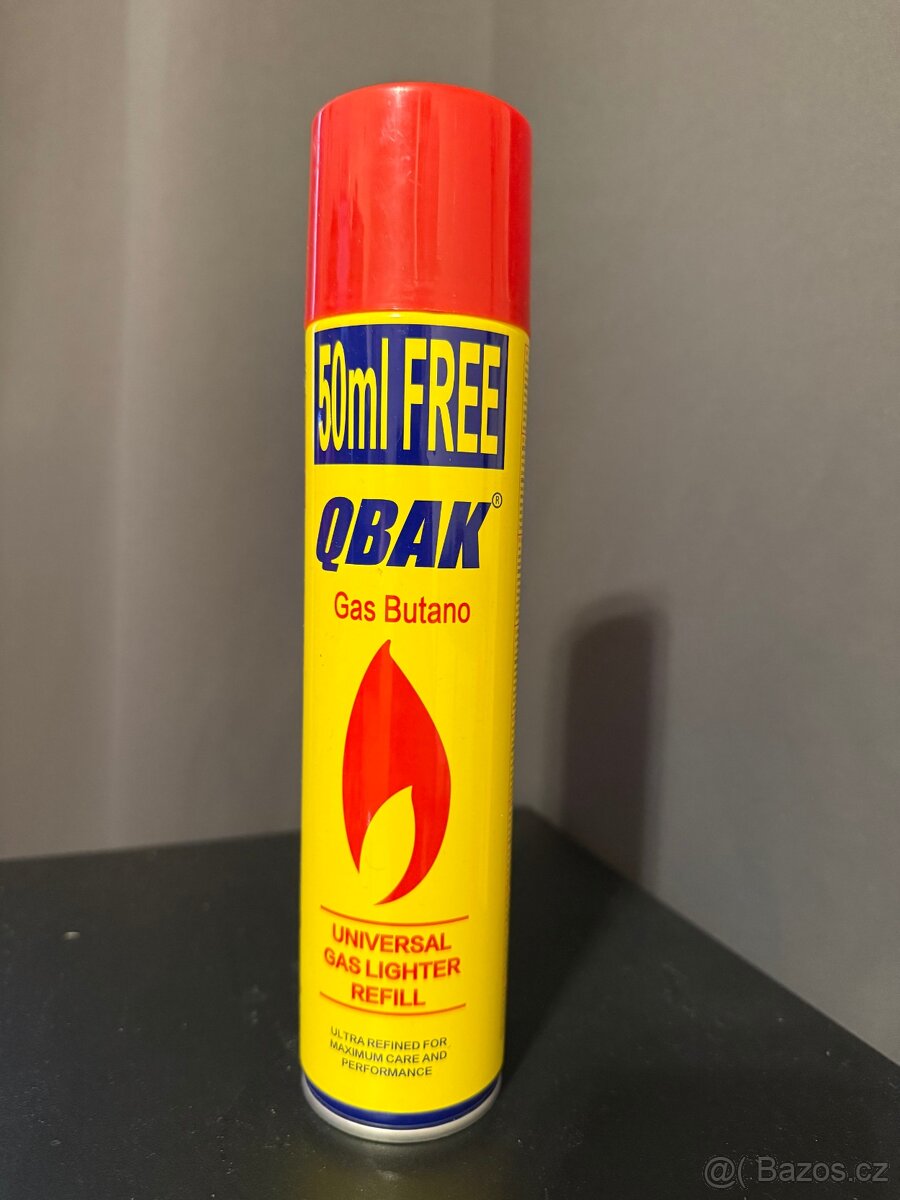 50ml FREE
QBAK®
Gas Butano
UNIVERSAL
GAS LIGHTER
REFILL
ULTRA REFINED FOR
MAXIMUM CARE AND
PERFORMANCE
@( Bazos.cz